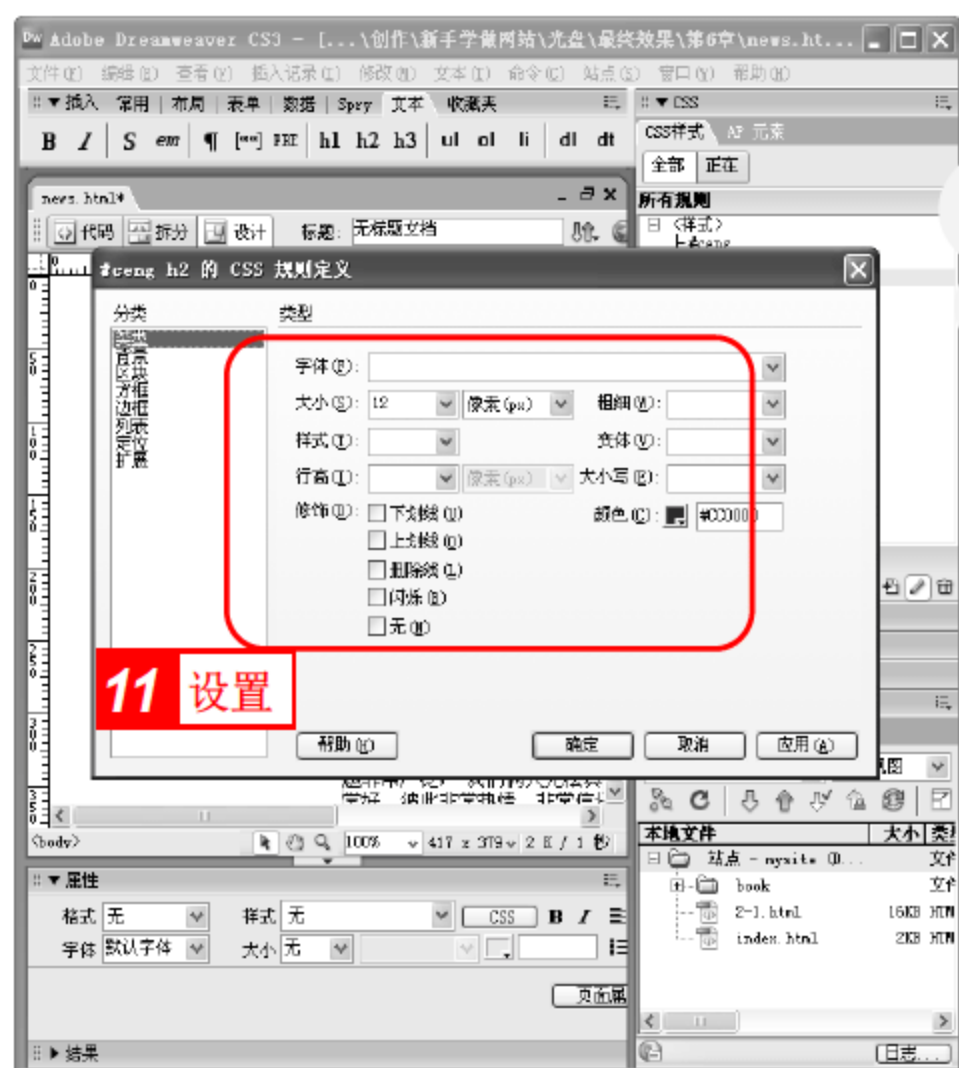 Adobe Dreamweaver CS3 - [...\创作\新手学做网站\光盘\最终效果\第6章\news.ht...
文件(F) 编辑(E) 查看(V) 插入记录(I) 修改(M) 文本(T) 命令(C) 站点(S) 窗口(W) 帮助(H)
▼插入 常用 布局 表单 数据 Spry 文本 收藏夹
▼ CSS
B I S em ¶ [""] PRE h1 h2 h3 ul ol li dl dt
CSS样式 AP 元素
全部 正在
news.html*
所有规则
代码 拆分 设计 标题: 无标题文档
<样式>
#ceng
#ceng h2 的 CSS 规则定义
分类
类型
类型
背景
区块
方框
边框
列表
定位
扩展
字体(F):
大小(S): 12 像素(px) 粗细(W):
样式(T): 变体(V):
行高(I): 像素(px) 大小写(R):
修饰(D): 下划线(U) 颜色(C): #CC0000
上划线(O)
删除线(L)
闪烁(B)
无(N)
11 设置
帮助(H) 确定 取消 应用(A)
<body> 100% 417 x 379 2 K / 1 秒
本地文件 大小 类
站点 - mysite (D... 文件
book 文件
2-1.html 16KB HTM
index.html 2KB HTM
▼属性
格式 无 样式 无 CSS B I
字体 默认字体 大小 无
页面属
▶结果
日志...